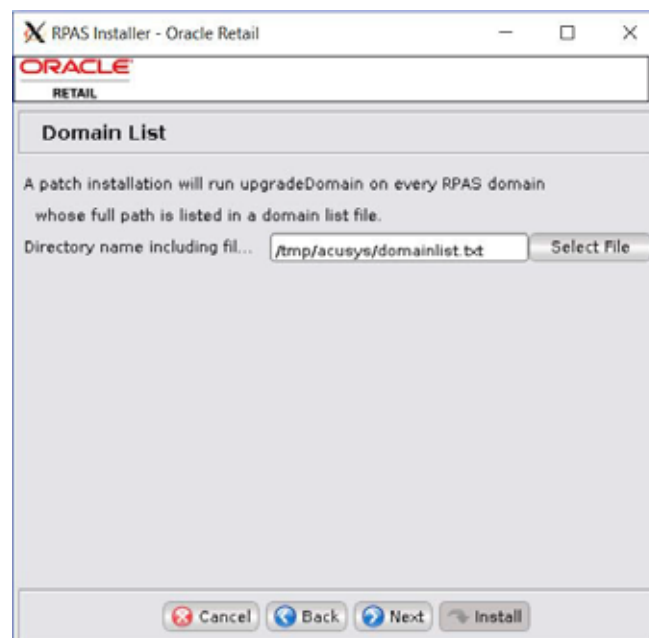 RPAS Installer - Oracle Retail
ORACLE
RETAIL
Domain List
A patch installation will run upgradeDomain on every RPAS domain
whose full path is listed in a domain list file.
Directory name including fil... /tmp/acusys/domainlist.txt Select File
Cancel Back Next Install